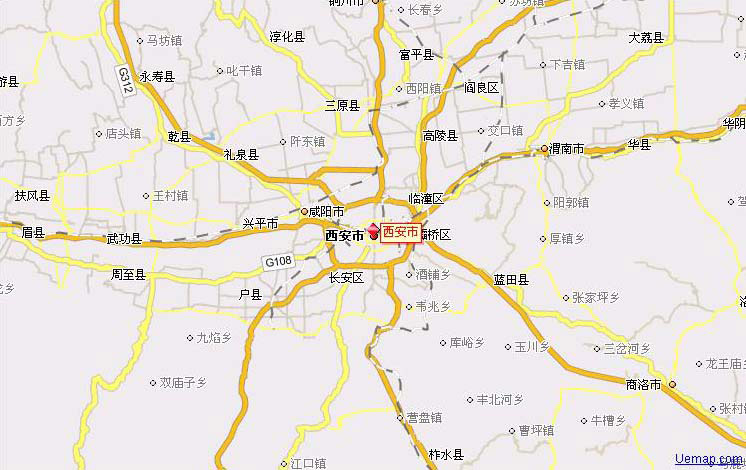 铜川市
长春乡
苏坊镇
马坊镇
淳化县
富平县
大荔县
永寿县
叱干镇
G312
西阳镇
阎良区
下吉镇
三原县
孝义镇
店头镇
乾县
礼泉县
阡东镇
高陵县
交口镇
渭南市
华县
华阴
扶风县
王村镇
咸阳市
临潼区
阳郭镇
眉县
武功县
兴平市
西安市
西安市
灞桥区
厚镇乡
周至县
G108
长安区
酒铺乡
蓝田县
户县
韦兆乡
张家坪乡
九焰乡
库峪乡
玉川乡
三岔河乡
龙王庙乡
双庙子乡
商洛市
丰北河乡
营盘镇
曹坪镇
牛槽乡
张村镇
江口镇
柞水县
Uemap.com